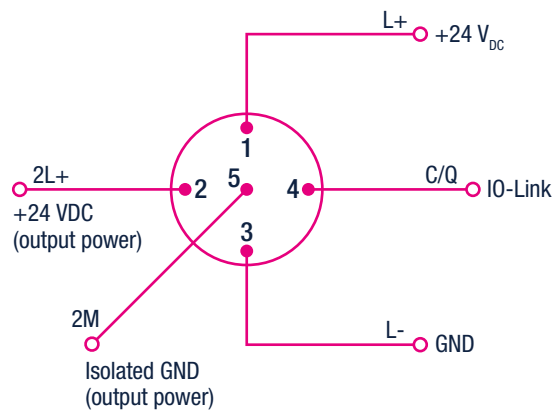 L+
+24 VDC
1
2L+
2
5
4
C/Q
IO-Link
+24 VDC
(output power)
3
2M
L-
GND
Isolated GND
(output power)